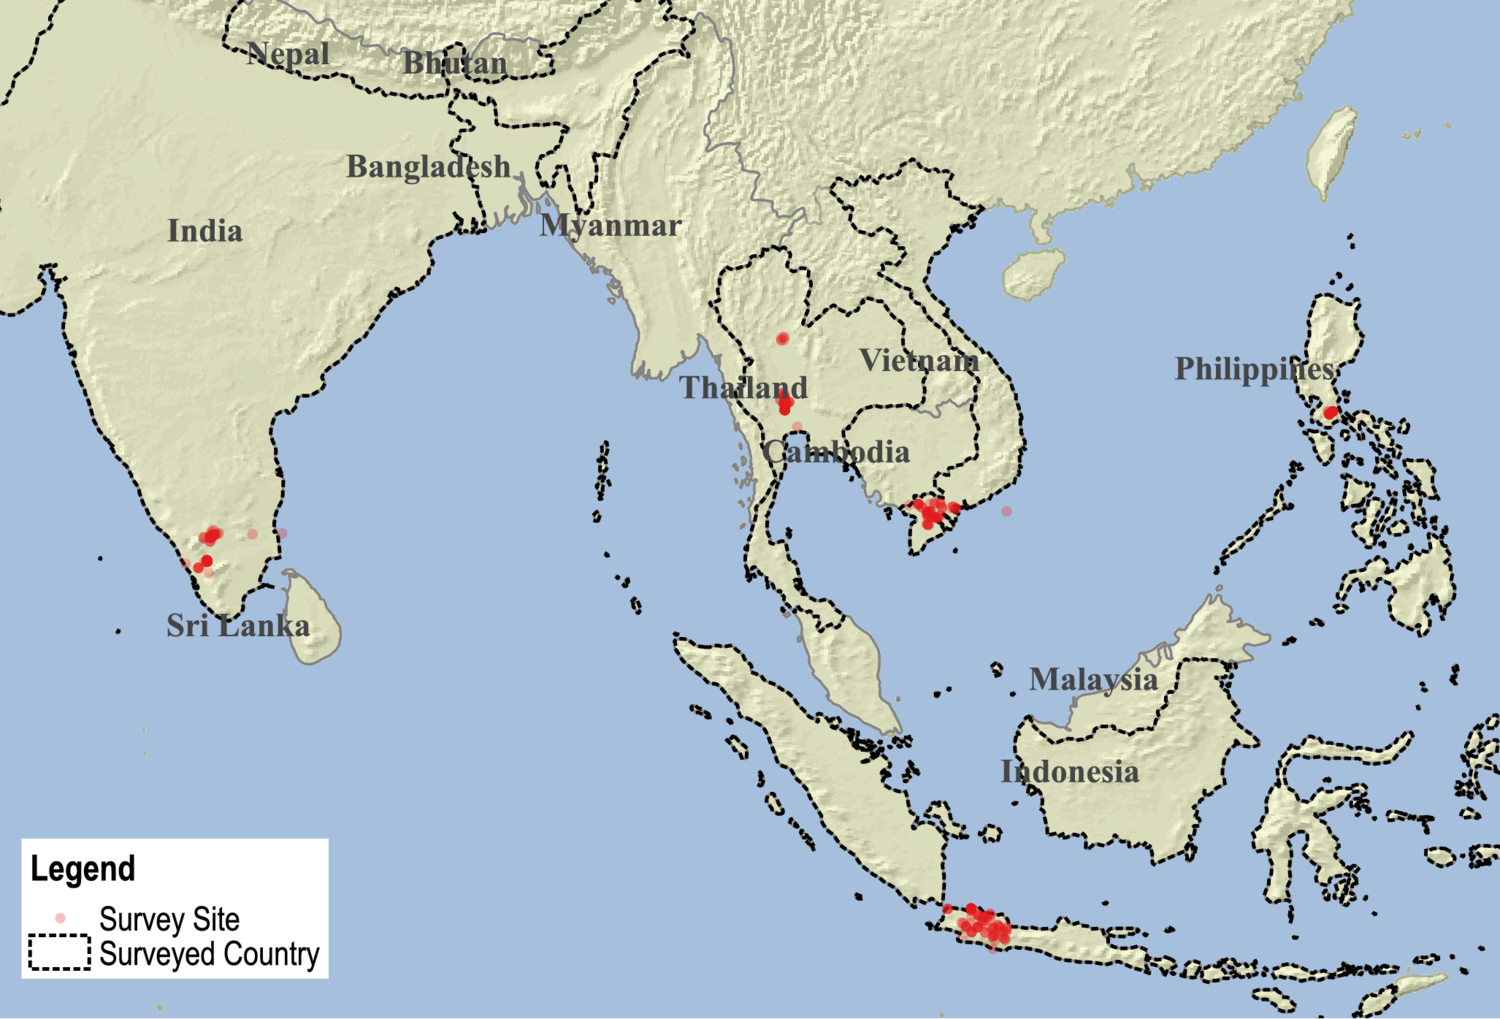 Nepal
Bhutan
Bangladesh
India
Myanmar
Vietnam
Philippines
Thailand
Cambodia
Sri Lanka
Malaysia
Indonesia
Legend
Survey Site
Surveyed Country